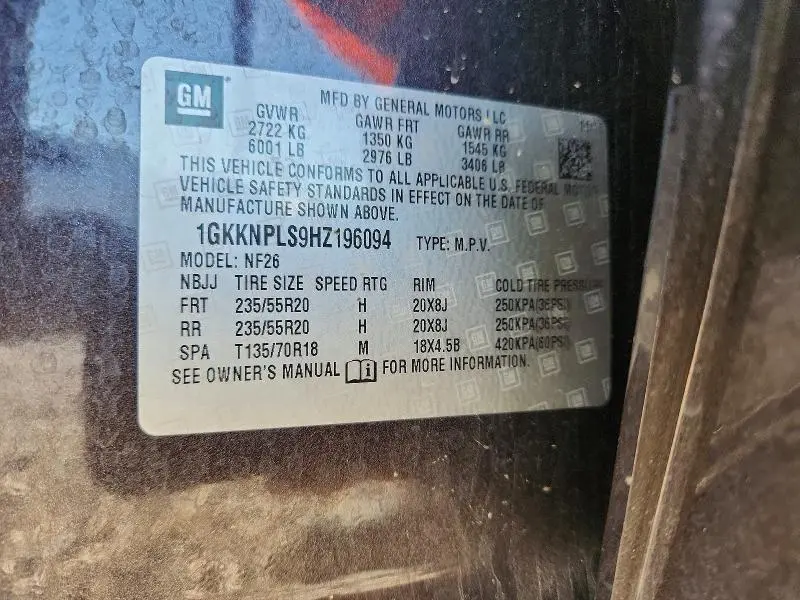 GM
MFD BY GENERAL MOTORS LLC
GVWR GAWR FRT GAWR RR
2722 KG 1350 KG 1545 KG
6001 LB 2976 LB 3406 LB
THIS VEHICLE CONFORMS TO ALL APPLICABLE U.S. FEDERAL MOTOR
VEHICLE SAFETY STANDARDS IN EFFECT ON THE DATE OF
MANUFACTURE SHOWN ABOVE.
1GKKNPLS9HZ196094 TYPE: M.P.V.
MODEL: NF26
NBJJ TIRE SIZE SPEED RTG RIM COLD TIRE PRESSURE
FRT 235/55R20 H 20X8J 250KPA(36PSI)
RR 235/55R20 H 20X8J 250KPA(36PSI)
SPA T135/70R18 M 18X4.5B 420KPA(60PSI)
SEE OWNER'S MANUAL FOR MORE INFORMATION.